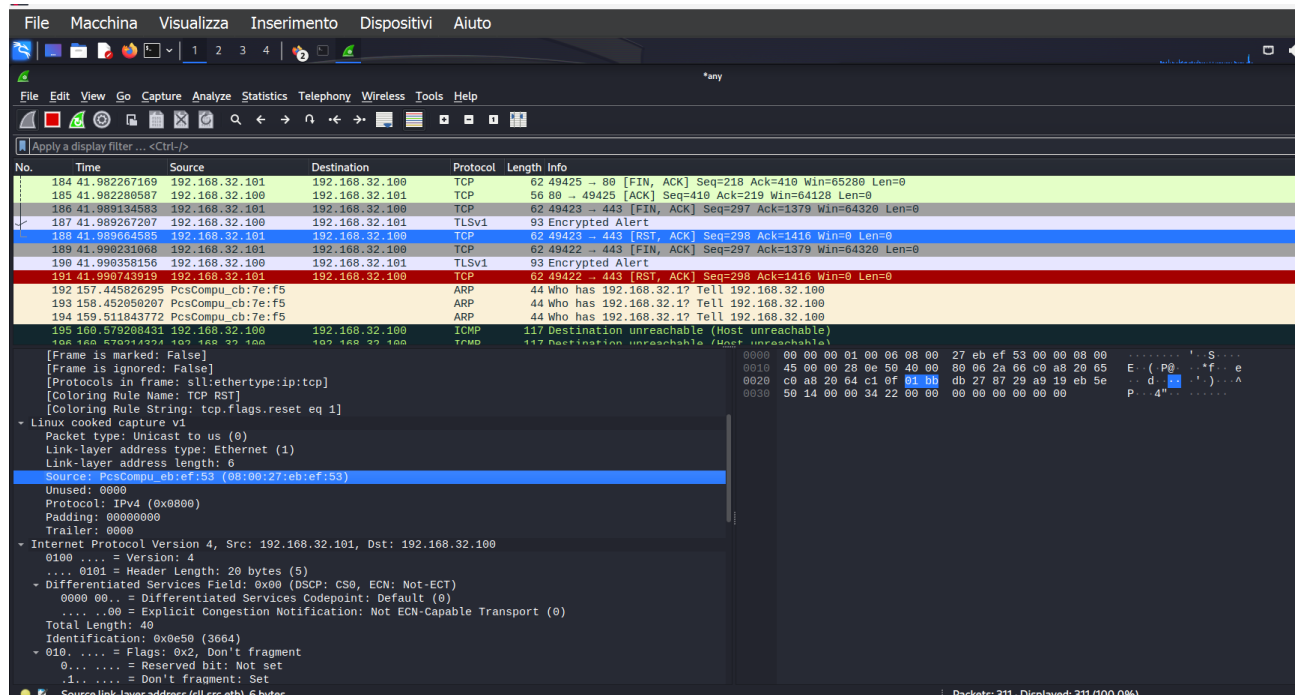 File Macchina Visualizza Inserimento Dispositivi Aiuto
1 2 3 4
*any
File Edit View Go Capture Analyze Statistics Telephony Wireless Tools Help
Apply a display filter ... <Ctrl-/>
No. Time Source Destination Protocol Length Info
184 41.982267169 192.168.32.101 192.168.32.100 TCP 62 49425 → 80 [FIN, ACK] Seq=218 Ack=410 Win=65280 Len=0
185 41.982280587 192.168.32.100 192.168.32.101 TCP 56 80 → 49425 [ACK] Seq=410 Ack=219 Win=64128 Len=0
186 41.989134583 192.168.32.101 192.168.32.100 TCP 62 49423 → 443 [FIN, ACK] Seq=297 Ack=1379 Win=64320 Len=0
187 41.989267207 192.168.32.100 192.168.32.101 TLSv1 93 Encrypted Alert
188 41.989664585 192.168.32.101 192.168.32.100 TCP 62 49423 → 443 [RST, ACK] Seq=298 Ack=1416 Win=0 Len=0
189 41.990231068 192.168.32.101 192.168.32.100 TCP 62 49422 → 443 [FIN, ACK] Seq=297 Ack=1379 Win=64320 Len=0
190 41.990358156 192.168.32.100 192.168.32.101 TLSv1 93 Encrypted Alert
191 41.990743919 192.168.32.101 192.168.32.100 TCP 62 49422 → 443 [RST, ACK] Seq=298 Ack=1416 Win=0 Len=0
192 157.445826295 PcsCompu_cb:7e:f5 ARP 44 Who has 192.168.32.1? Tell 192.168.32.100
193 158.452050207 PcsCompu_cb:7e:f5 ARP 44 Who has 192.168.32.1? Tell 192.168.32.100
194 159.511843772 PcsCompu_cb:7e:f5 ARP 44 Who has 192.168.32.1? Tell 192.168.32.100
195 160.579208431 192.168.32.100 192.168.32.100 ICMP 117 Destination unreachable (Host unreachable)
196 160.579214324 192.168.32.100 192.168.32.100 ICMP 117 Destination unreachable (Host unreachable)
[Frame is marked: False]
[Frame is ignored: False]
[Protocols in frame: sll:ethertype:ip:tcp]
[Coloring Rule Name: TCP RST]
[Coloring Rule String: tcp.flags.reset eq 1]
Linux cooked capture v1
Packet type: Unicast to us (0)
Link-layer address type: Ethernet (1)
Link-layer address length: 6
Source: PcsCompu_eb:ef:53 (08:00:27:eb:ef:53)
Unused: 0000
Protocol: IPv4 (0x0800)
Padding: 00000000
Trailer: 0000
Internet Protocol Version 4, Src: 192.168.32.101, Dst: 192.168.32.100
0100 .... = Version: 4
.... 0101 = Header Length: 20 bytes (5)
Differentiated Services Field: 0x00 (DSCP: CS0, ECN: Not-ECT)
0000 00.. = Differentiated Services Codepoint: Default (0)
.... ..00 = Explicit Congestion Notification: Not ECN-Capable Transport (0)
Total Length: 40
Identification: 0x0e50 (3664)
010. .... = Flags: 0x2, Don't fragment
0... .... = Reserved bit: Not set
.1.. .... = Don't fragment: Set
0000 00 00 00 01 00 06 08 00 27 eb ef 53 00 00 08 00 ········ '··S····
0010 45 00 00 28 0e 50 40 00 80 06 2a 66 c0 a8 20 65 E··(·P@· ··*f·· e
0020 c0 a8 20 64 c1 0f 01 bb db 27 87 29 a9 19 eb 5e ·· d···· ·'·)···^
0030 50 14 00 00 34 22 00 00 00 00 00 00 00 00 P···4"·· ······
Source link-layer address (sll.src.eth), 6 bytes
Packets: 311 · Displayed: 311 (100.0%)